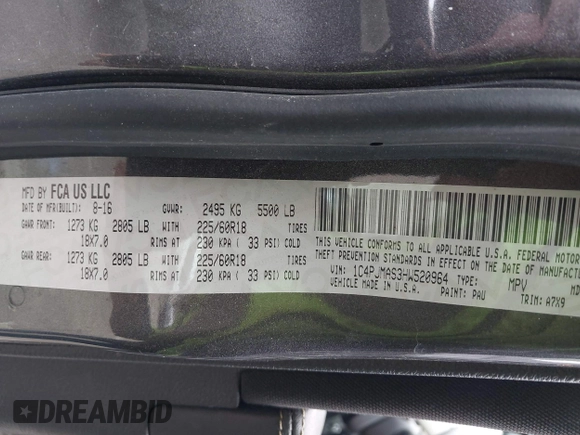 MFD BY FCA US LLC
DATE OF MFR(BUILT): 8-16 GVWR: 2495 KG 5500 LB
GAWR FRONT: 1273 KG 2805 LB WITH 225/60R18 TIRES
18X7.0 RIMS AT 230 KPA ( 33 PSI) COLD
GAWR REAR: 1273 KG 2805 LB WITH 225/60R18 TIRES
18X7.0 RIMS AT 230 KPA ( 33 PSI) COLD
THIS VEHICLE CONFORMS TO ALL APPLICABLE U.S.A. FEDERAL MOTOR
THEFT PREVENTION STANDARDS IN EFFECT ON THE DATE OF MANUFACTUR
VIN: 1C4PJMAS3HW520964 TYPE: MPV MD
MADE IN U.S.A. PAINT: PAU TRIM: A7X9
DREAMBID